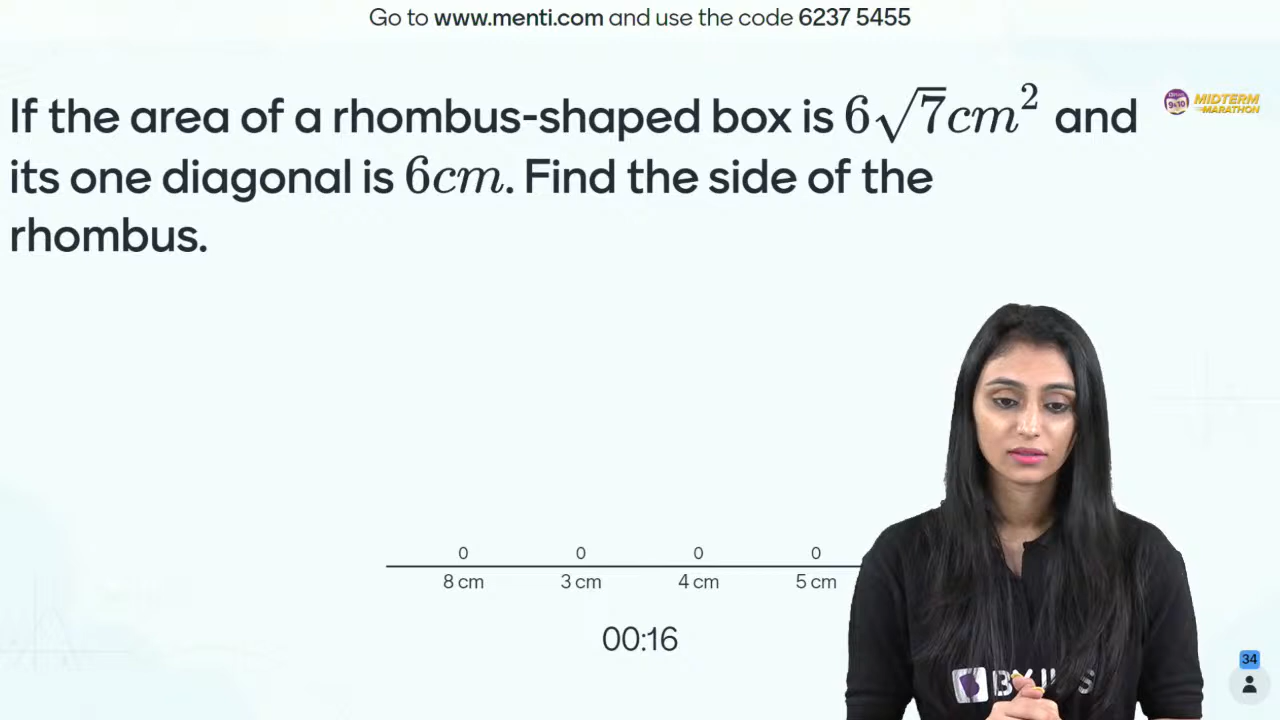 Go to www.menti.com and use the code 6237 5455
If the area of a rhombus-shaped box is 6√7cm² and
its one diagonal is 6cm. Find the side of the
rhombus.
MIDTERM
MARATHON
9&10
0 0 0 0
8 cm 3 cm 4 cm 5 cm
00:16
34